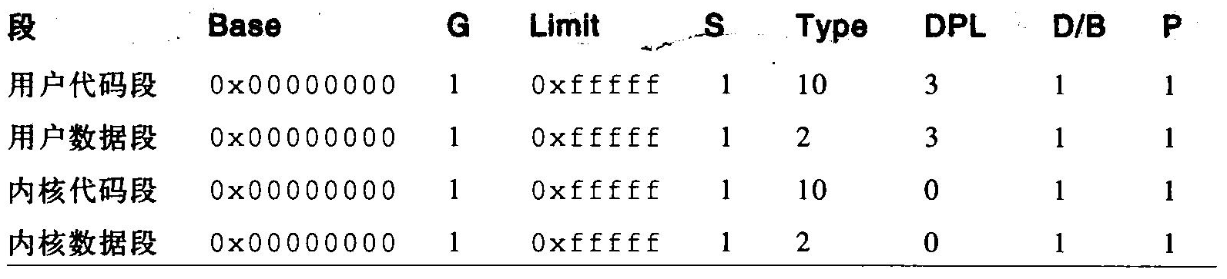 段 Base G Limit S Type DPL D/B P
用户代码段 0x00000000 1 0xfffff 1 10 3 1 1
用户数据段 0x00000000 1 0xfffff 1 2 3 1 1
内核代码段 0x00000000 1 0xfffff 1 10 0 1 1
内核数据段 0x00000000 1 0xfffff 1 2 0 1 1